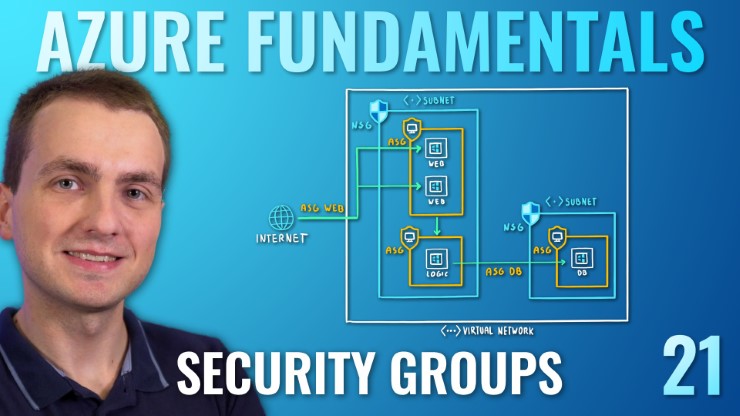 AZURE FUNDAMENTALS
<·> SUBNET
NSG
ASG
WEB
WEB
ASG WEB
INTERNET
<·> SUBNET
NSG
ASG
LOGIC
ASG DB
ASG
DB
<···> VIRTUAL NETWORK
SECURITY GROUPS
21